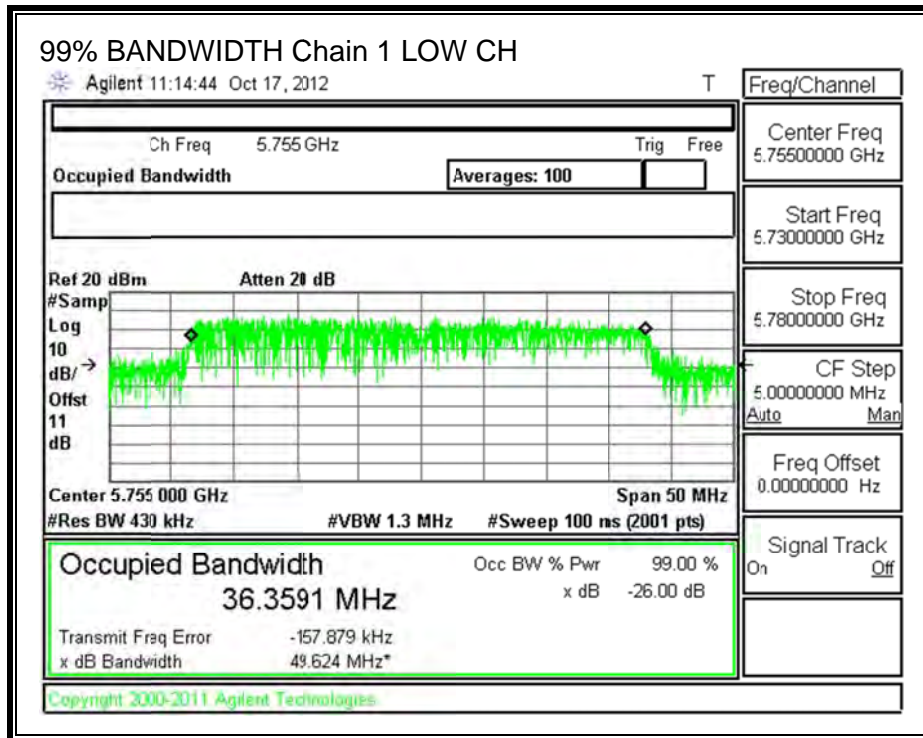 99% BANDWIDTH Chain 1 LOW CH
Agilent 11:14:44 Oct 17, 2012 T
Freq/Channel
Ch Freq 5.755 GHz Trig Free
Occupied Bandwidth Averages: 100
Center Freq
5.75500000 GHz
Start Freq
5.73000000 GHz
Stop Freq
5.78000000 GHz
CF Step
5.00000000 MHz
Auto Man
Freq Offset
0.00000000 Hz
Signal Track
On Off
Ref 20 dBm Atten 20 dB
#Samp
Log
10
dB/
Offst
11
dB
Center 5.755 000 GHz Span 50 MHz
#Res BW 430 kHz #VBW 1.3 MHz #Sweep 100 ms (2001 pts)
Occupied Bandwidth
36.3591 MHz
Occ BW % Pwr 99.00 %
x dB -26.00 dB
Transmit Freq Error -157.879 kHz
x dB Bandwidth 49.624 MHz*
Copyright 2000-2011 Agilent Technologies